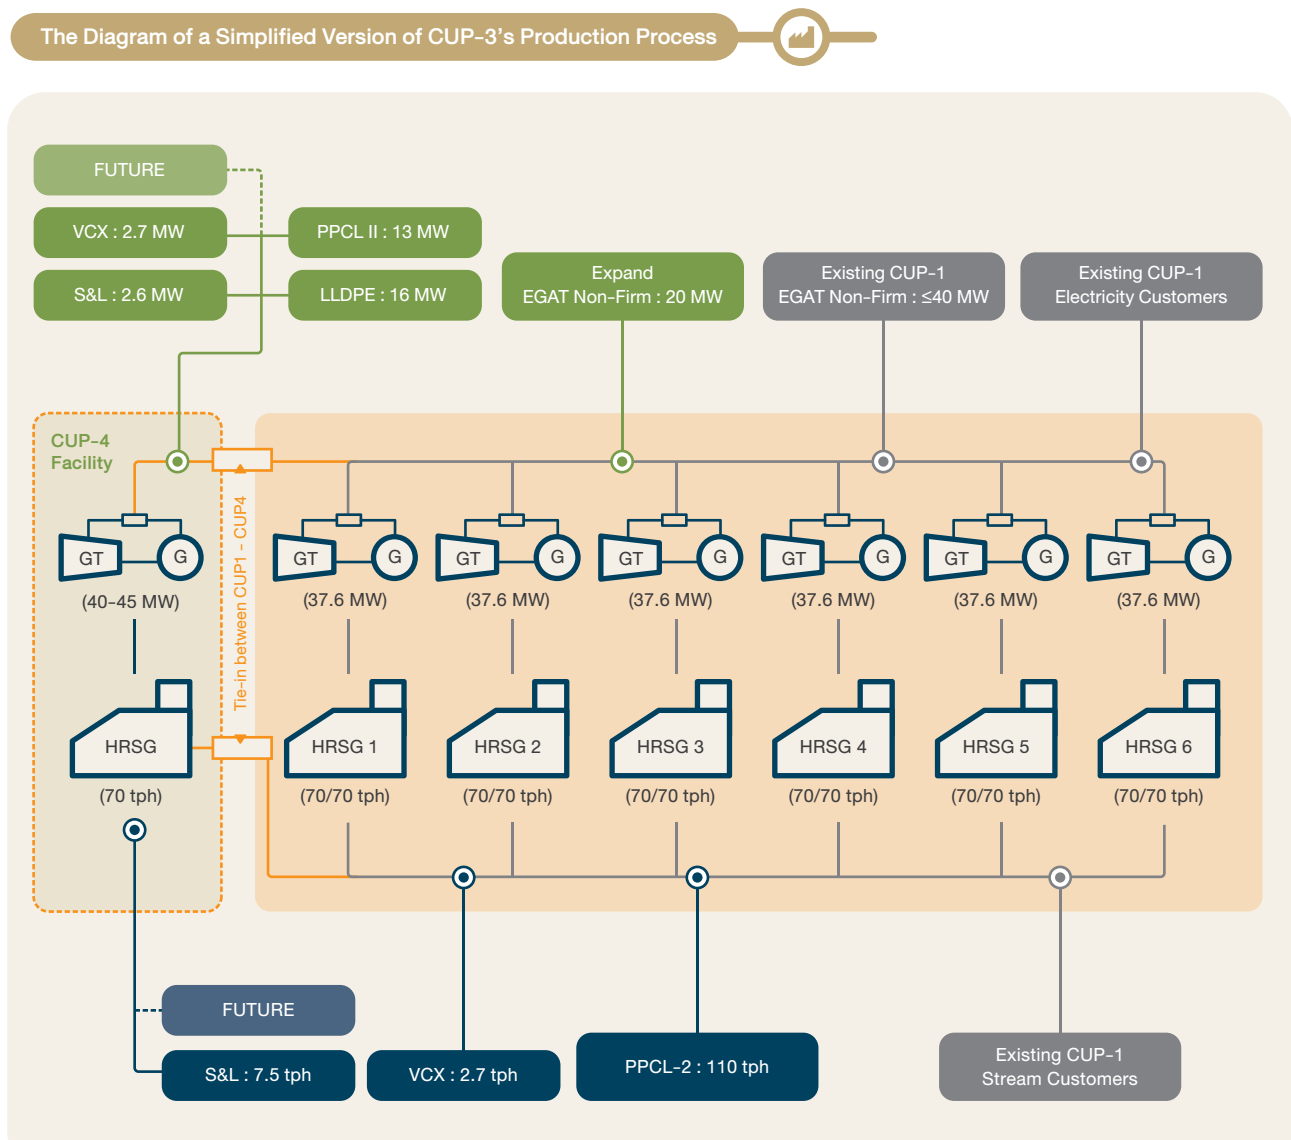 The Diagram of a Simplified Version of CUP-3's Production Process
FUTURE
VCX : 2.7 MW
PPCL II : 13 MW
S&L : 2.6 MW
LLDPE : 16 MW
Expand
EGAT Non-Firm : 20 MW
Existing CUP-1
EGAT Non-Firm : ≤40 MW
Existing CUP-1
Electricity Customers
CUP-4
Facility
Tie-in between CUP1 - CUP4
GT
G
GT
G
GT
G
GT
G
GT
G
GT
G
GT
G
(40-45 MW)
(37.6 MW)
(37.6 MW)
(37.6 MW)
(37.6 MW)
(37.6 MW)
(37.6 MW)
HRSG
HRSG 1
HRSG 2
HRSG 3
HRSG 4
HRSG 5
HRSG 6
(70 tph)
(70/70 tph)
(70/70 tph)
(70/70 tph)
(70/70 tph)
(70/70 tph)
(70/70 tph)
FUTURE
S&L : 7.5 tph
VCX : 2.7 tph
PPCL-2 : 110 tph
Existing CUP-1
Stream Customers